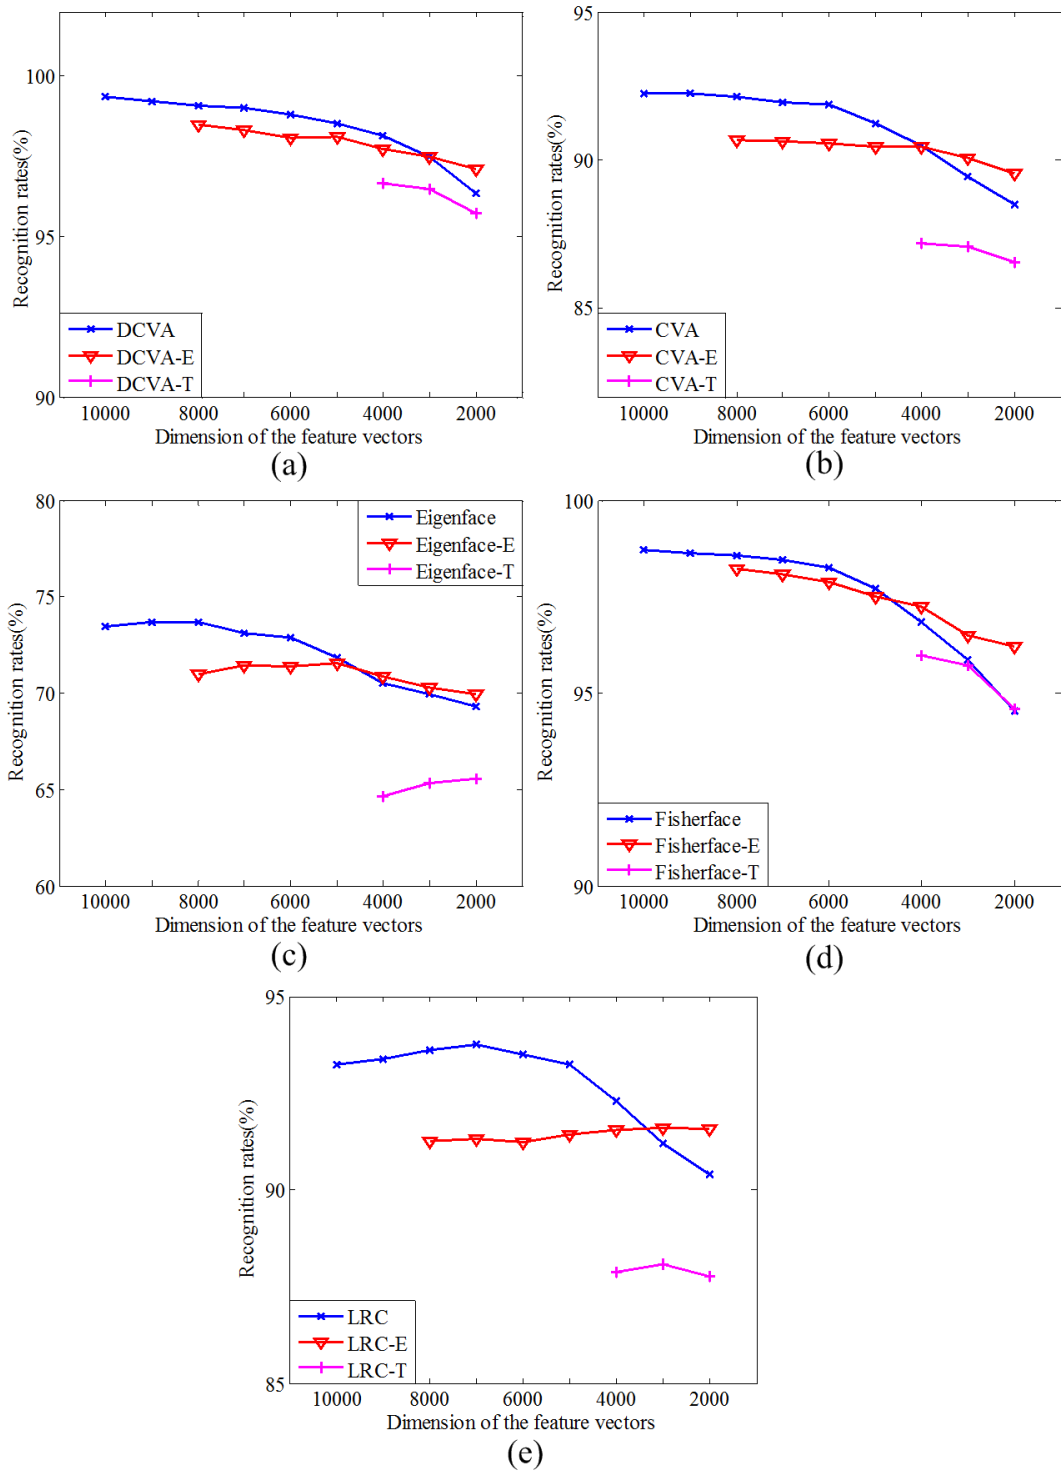 Recognition rates(%)
100
95
90
DCVA
DCVA-E
DCVA-T
10000 8000 6000 4000 2000
Dimension of the feature vectors
(a)
Recognition rates(%)
95
90
85
CVA
CVA-E
CVA-T
10000 8000 6000 4000 2000
Dimension of the feature vectors
(b)
Recognition rates(%)
80
75
70
65
60
Eigenface
Eigenface-E
Eigenface-T
10000 8000 6000 4000 2000
Dimension of the feature vectors
(c)
Recognition rates(%)
100
95
90
Fisherface
Fisherface-E
Fisherface-T
10000 8000 6000 4000 2000
Dimension of the feature vectors
(d)
Recognition rates(%)
95
90
85
LRC
LRC-E
LRC-T
10000 8000 6000 4000 2000
Dimension of the feature vectors
(e)